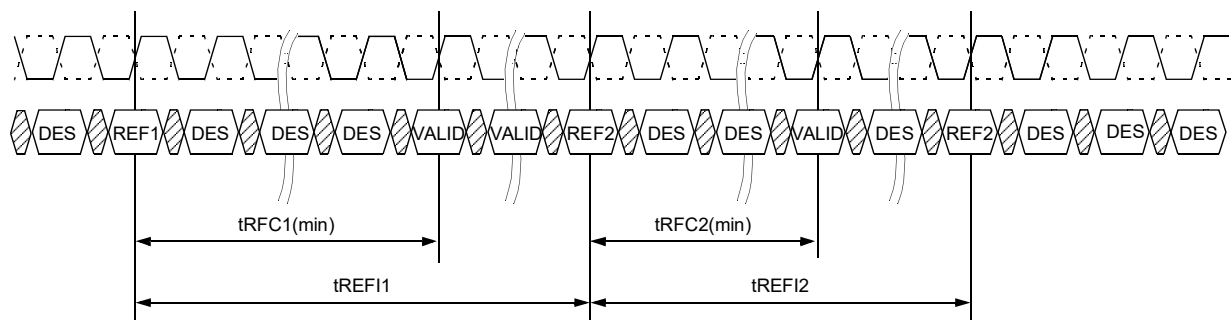 DES REF1 DES DES DES VALID VALID REF2 DES DES VALID DES REF2 DES DES DES
tRFC1(min) tRFC2(min)
tREFI1 tREFI2